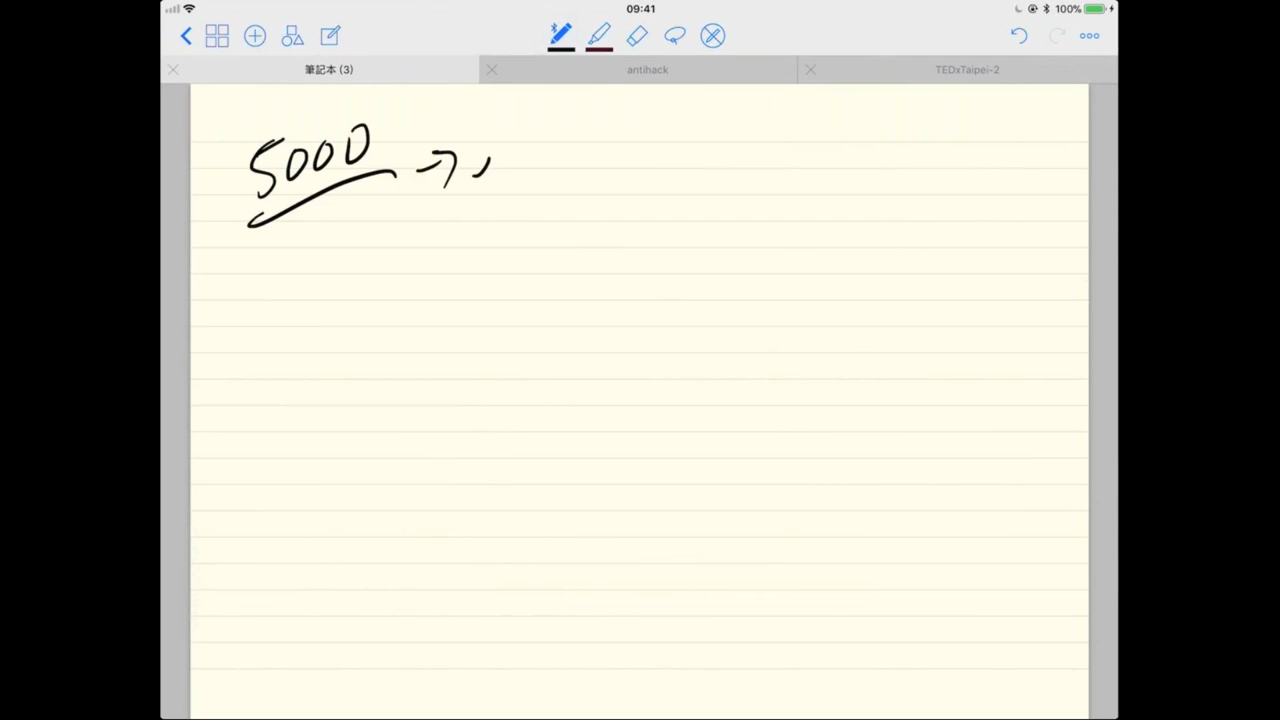 09:41
100%
筆記本 (3)
antihack
TEDxTaipei-2
5000 →